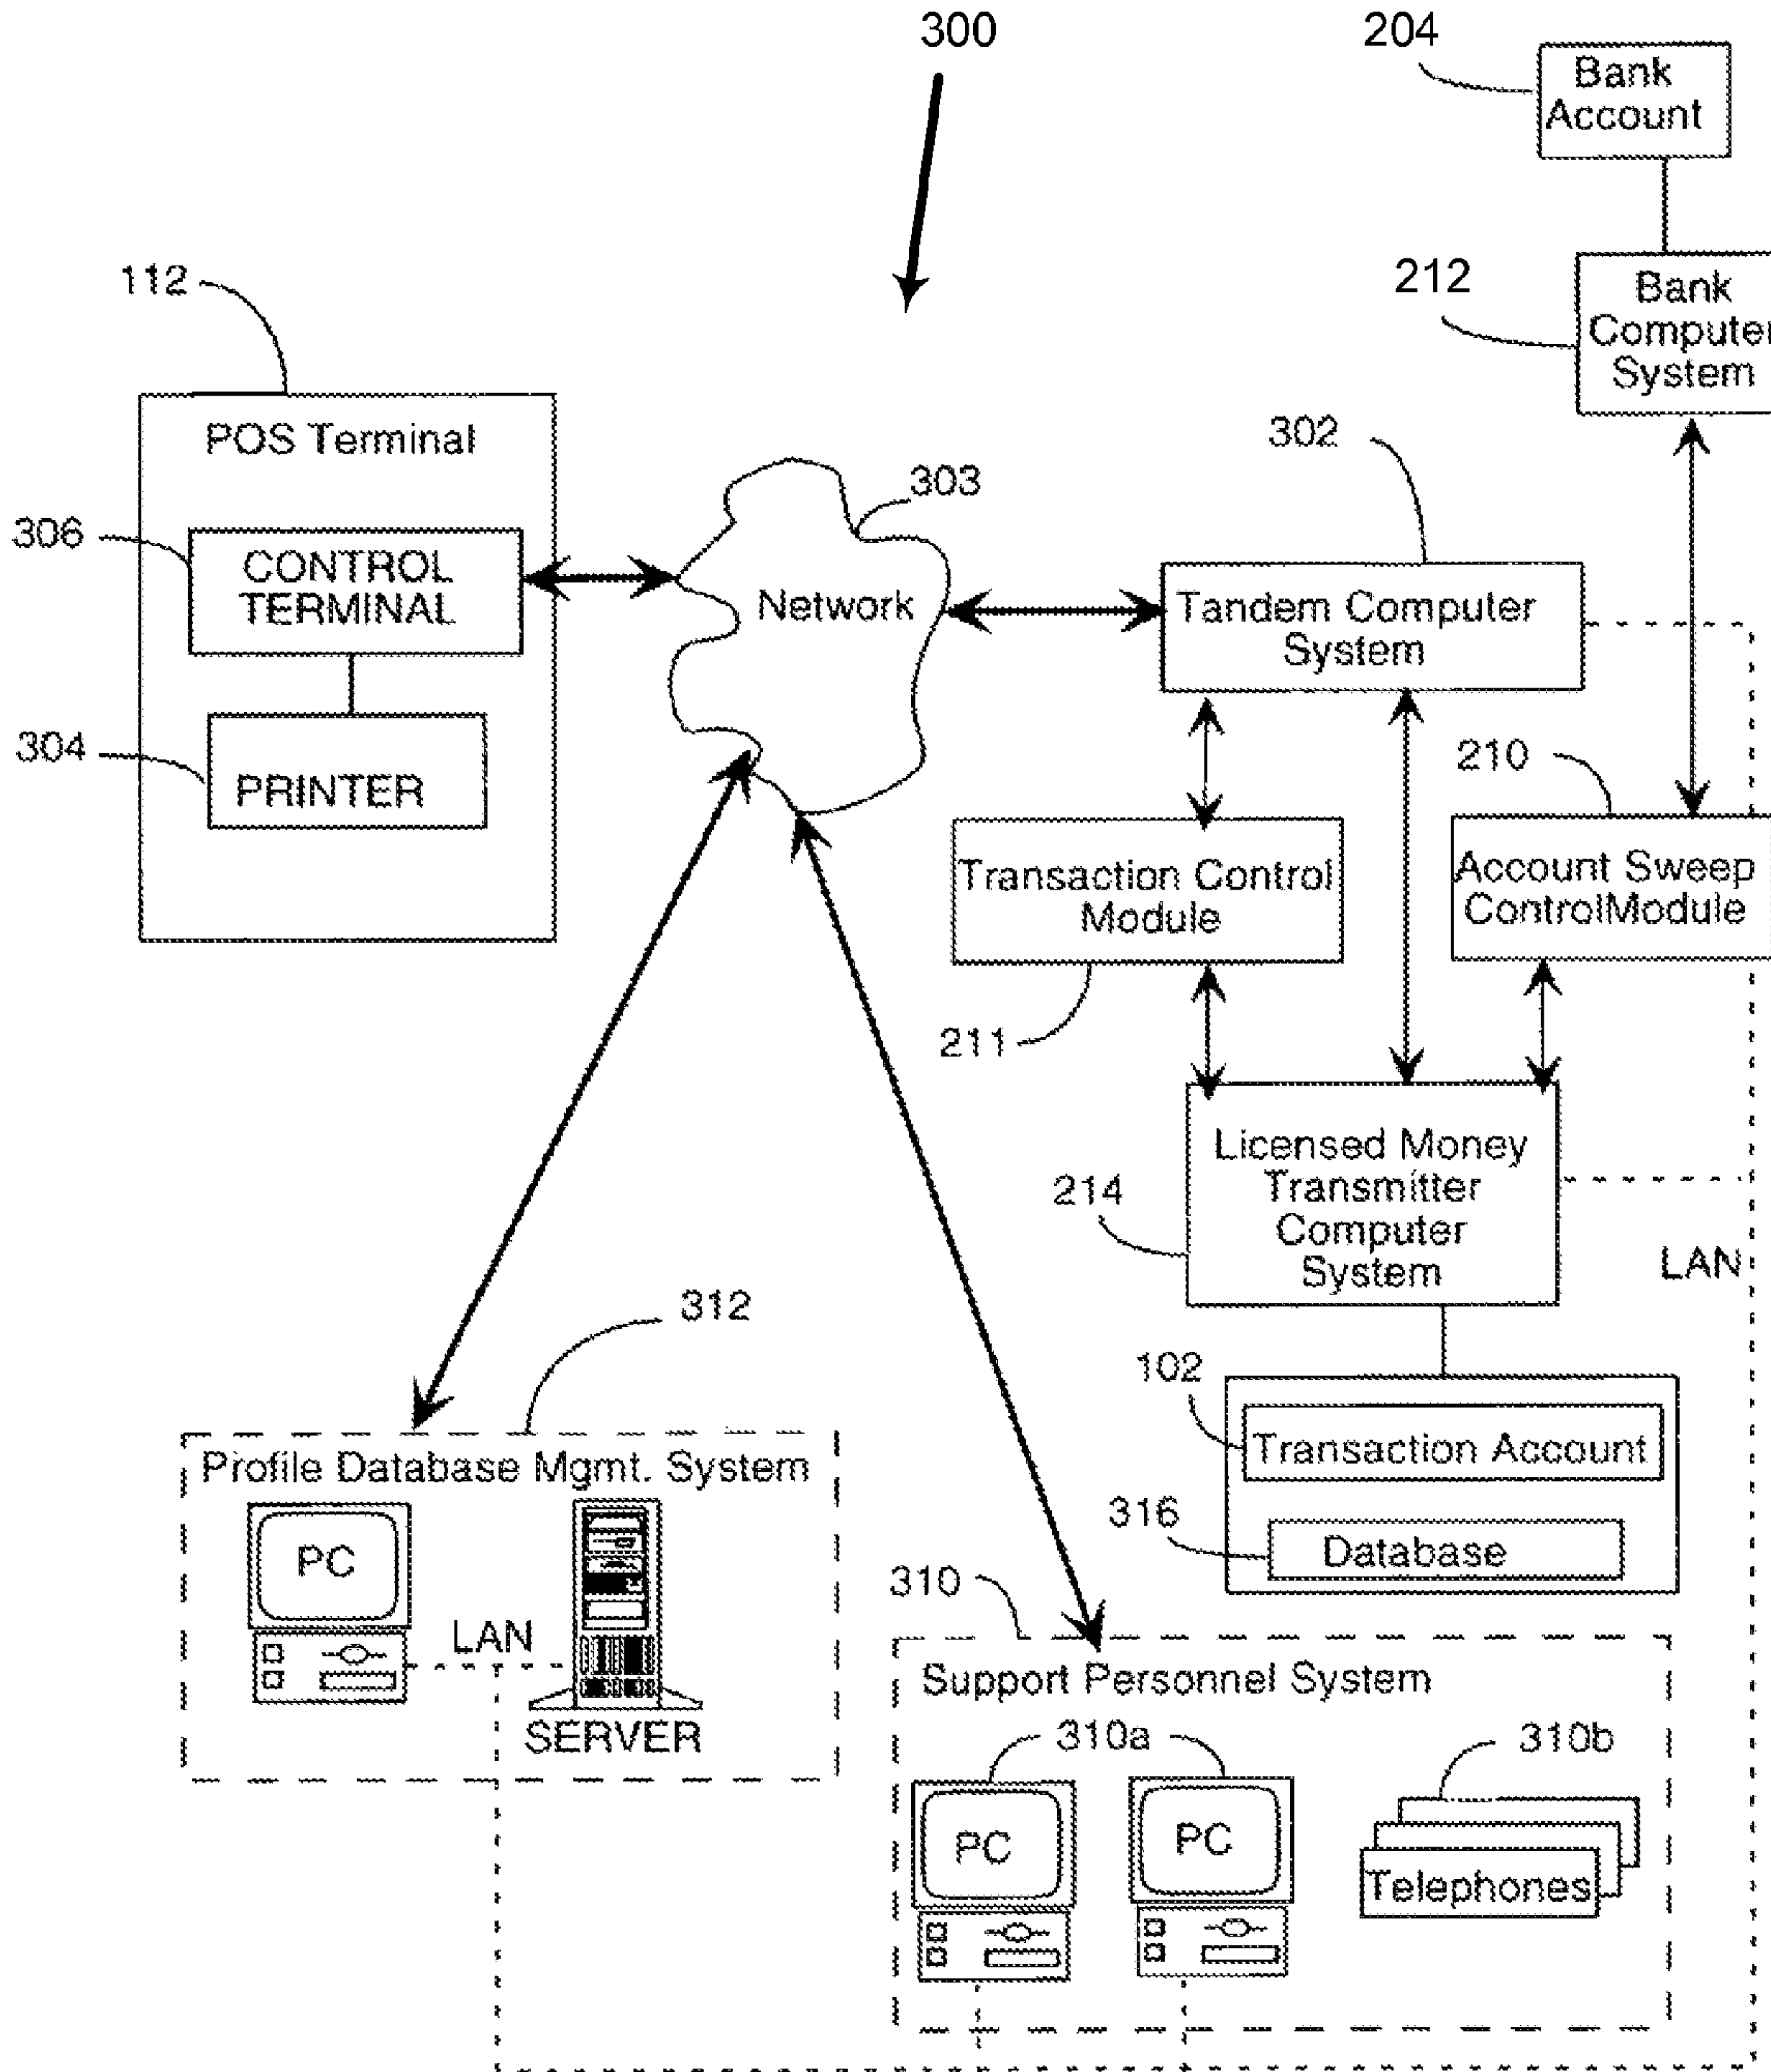 300
204
Bank
Account
112
212
Bank
Computer
System
POS Terminal
302
303
306
CONTROL
TERMINAL
Network
Tandem Computer
System
304
PRINTER
210
Transaction Control
Module
Account Sweep
ControlModule
211
Licensed Money
Transmitter
Computer
System
214
LAN
312
102
Transaction Account
Profile Database Mgmt. System
316
Database
PC
310
LAN
Support Personnel System
SERVER
310a
310b
PC
PC
Telephones